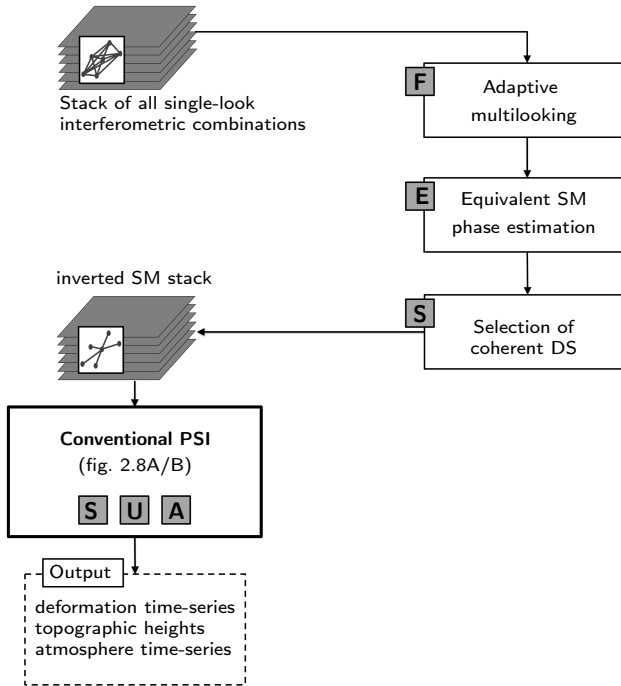 Stack of all single-look
interferometric combinations
F
Adaptive
multilooking
E
Equivalent SM
phase estimation
S
Selection of
coherent DS
inverted SM stack
Conventional PSI
(fig. 2.8A/B)
S U A
Output
deformation time-series
topographic heights
atmosphere time-series